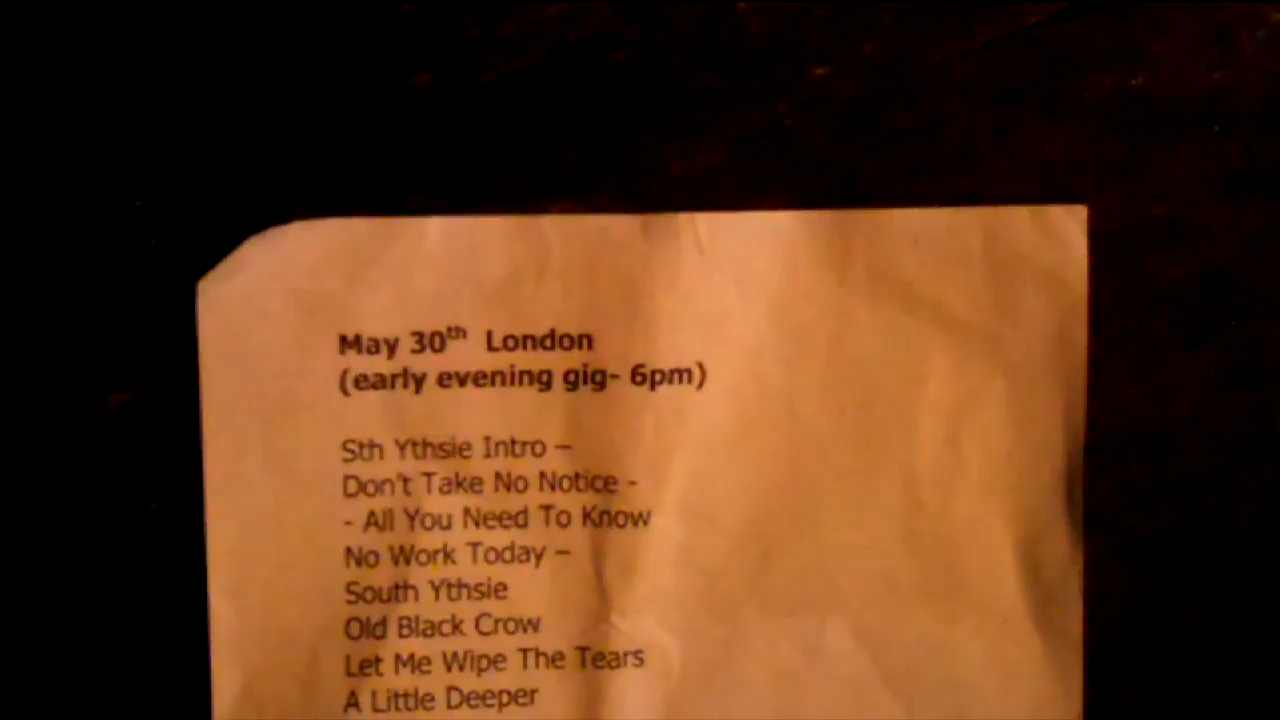 May 30th London
(early evening gig- 6pm)
Sth Ythsie Intro –
Don't Take No Notice -
- All You Need To Know
No Work Today –
South Ythsie
Old Black Crow
Let Me Wipe The Tears
A Little Deeper